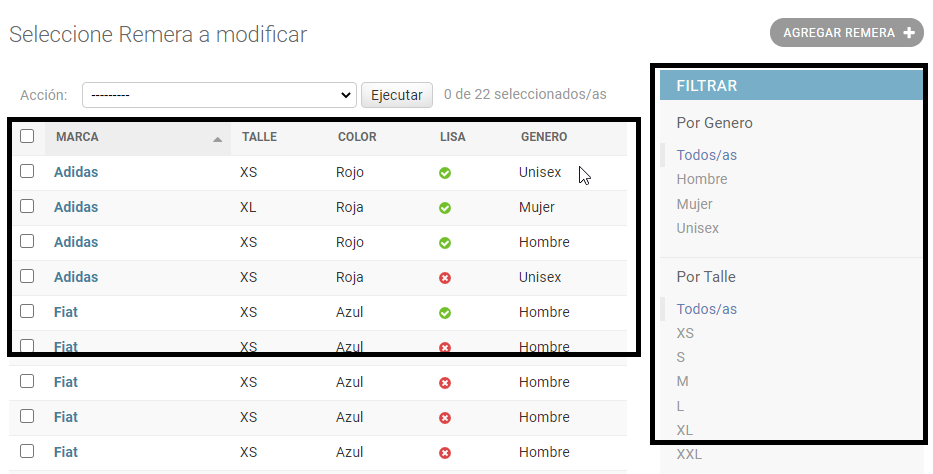 Seleccione Remera a modificar
AGREGAR REMERA +
Acción: --------- Ejecutar 0 de 22 seleccionados/as
MARCA TALLE COLOR LISA GENERO
Adidas XS Rojo Unisex
Adidas XL Roja Mujer
Adidas XS Rojo Hombre
Adidas XS Roja Unisex
Fiat XS Azul Hombre
Fiat XS Azul Hombre
Fiat XS Azul Hombre
Fiat XS Azul Hombre
Fiat XS Azul Hombre
FILTRAR
Por Genero
Todos/as
Hombre
Mujer
Unisex
Por Talle
Todos/as
XS
S
M
L
XL
XXL